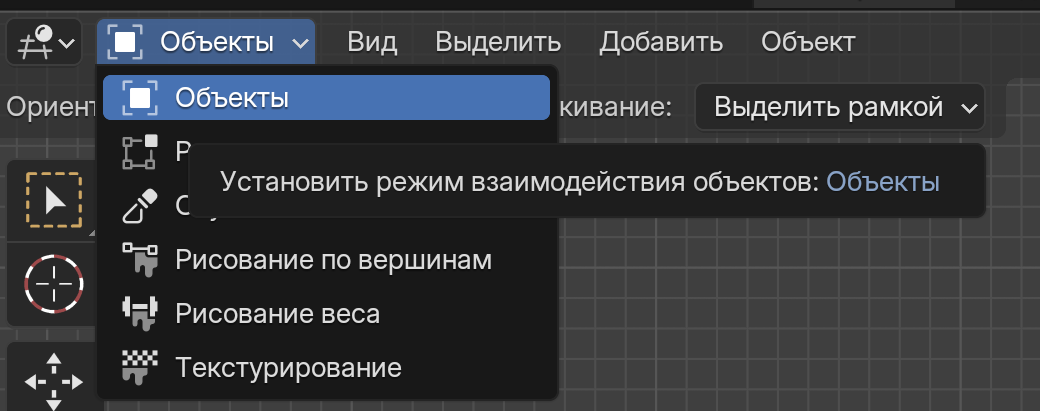 Объекты Вид Выделить Добавить Объект
Объекты
кивание: Выделить рамкой
Установить режим взаимодействия объектов: Объекты
Рисование по вершинам
Рисование веса
Текстурирование